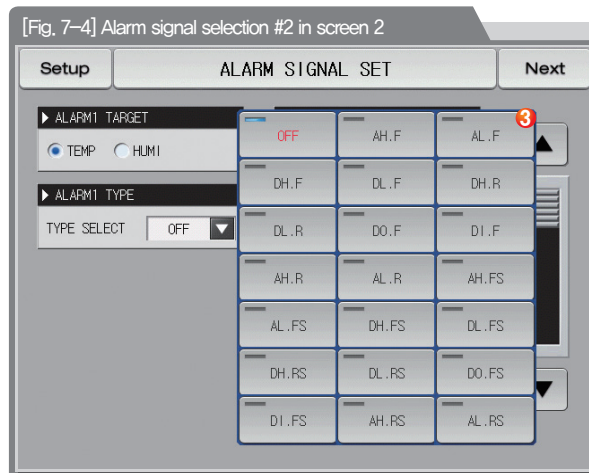 [Fig. 7-4] Alarm signal selection #2 in screen 2
Setup
ALARM SIGNAL SET
Next
▶ ALARM1 TARGET
TEMP HUMI
▶ ALARM1 TYPE
TYPE SELECT OFF ▼
3
OFF AH.F AL.F ▲
DH.F DL.F DH.R
DL.R DO.F DI.F
AH.R AL.R AH.FS
AL.FS DH.FS DL.FS
DH.RS DL.RS DO.FS ▼
DI.FS AH.RS AL.RS